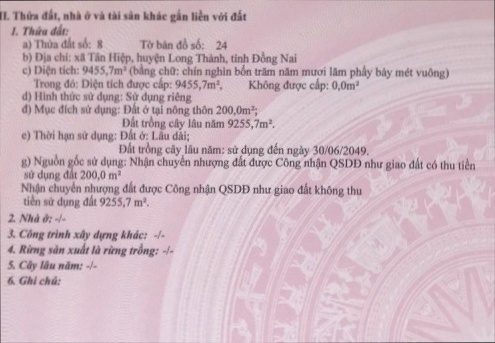 II. Thửa đất, nhà ở và tài sản khác gắn liền với đất
1. Thửa đất:
a) Thửa đất số: 8 Tờ bản đồ số: 24
b) Địa chỉ: xã Tân Hiệp, huyện Long Thành, tỉnh Đồng Nai
c) Diện tích: 9455,7m² (bằng chữ: chín nghìn bốn trăm năm mươi lăm phẩy bảy mét vuông)
Trong đó: Diện tích được cấp: 9455,7m², Không được cấp: 0,0m²
d) Hình thức sử dụng: Sử dụng riêng
đ) Mục đích sử dụng: Đất ở tại nông thôn 200,0m²;
Đất trồng cây lâu năm 9255,7m².
e) Thời hạn sử dụng: Đất ở: Lâu dài;
Đất trồng cây lâu năm: sử dụng đến ngày 30/06/2049.
g) Nguồn gốc sử dụng: Nhận chuyển nhượng đất được Công nhận QSDĐ như giao đất có thu tiền
sử dụng đất 200,0 m²
Nhận chuyển nhượng đất được Công nhận QSDĐ như giao đất không thu
tiền sử dụng đất 9255,7 m².
2. Nhà ở: -/-
3. Công trình xây dựng khác: -/-
4. Rừng sản xuất là rừng trồng: -/-
5. Cây lâu năm: -/-
6. Ghi chú: